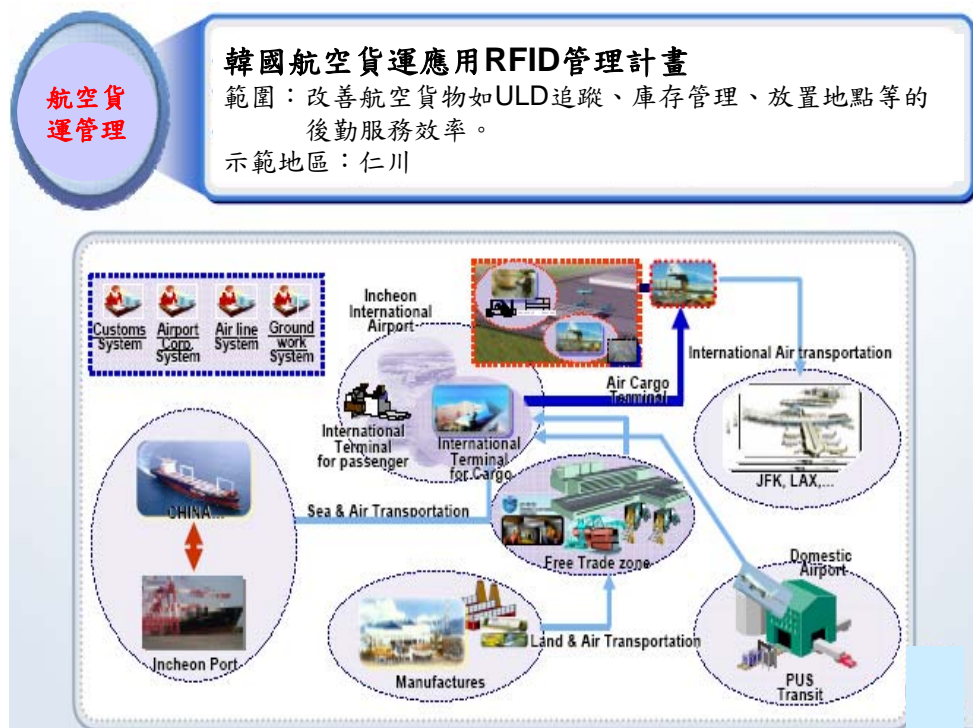 航空貨
運管理
韓國航空貨運應用RFID管理計畫
範圍：改善航空貨物如ULD追蹤、庫存管理、放置地點等的
後勤服務效率。
示範地區：仁川
Customs
System
Airport
Corp.
System
Air line
System
Ground
work
System
Incheon
International
Airport
International
Terminal
for passenger
International
Terminal
for Cargo
Air Cargo
Terminal
International Air transportation
JFK, LAX,...
CHINA...
Sea & Air Transportation
Incheon Port
Free Trade zone
Manufactures
Land & Air Transportation
Domestic
Airport
PUS
Transit